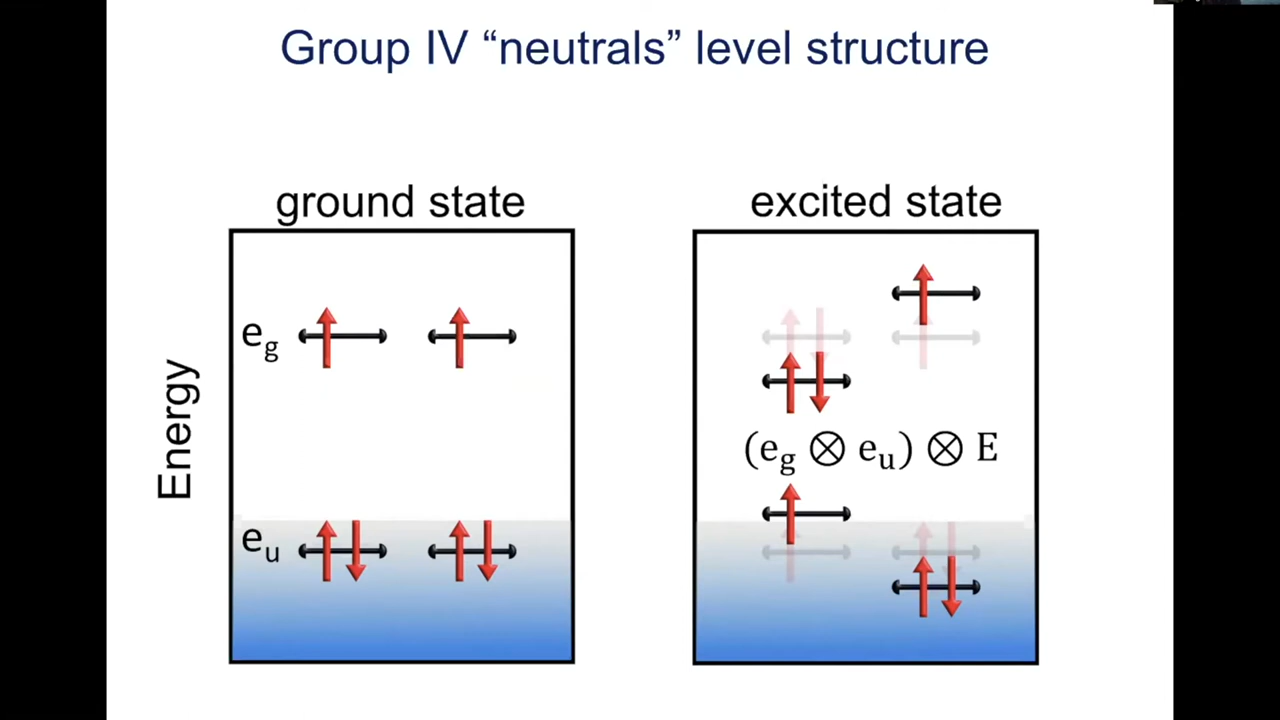 Group IV “neutrals” level structure
ground state
excited state
Energy
e_g
e_u
(e_g ⊗ e_u) ⊗ E